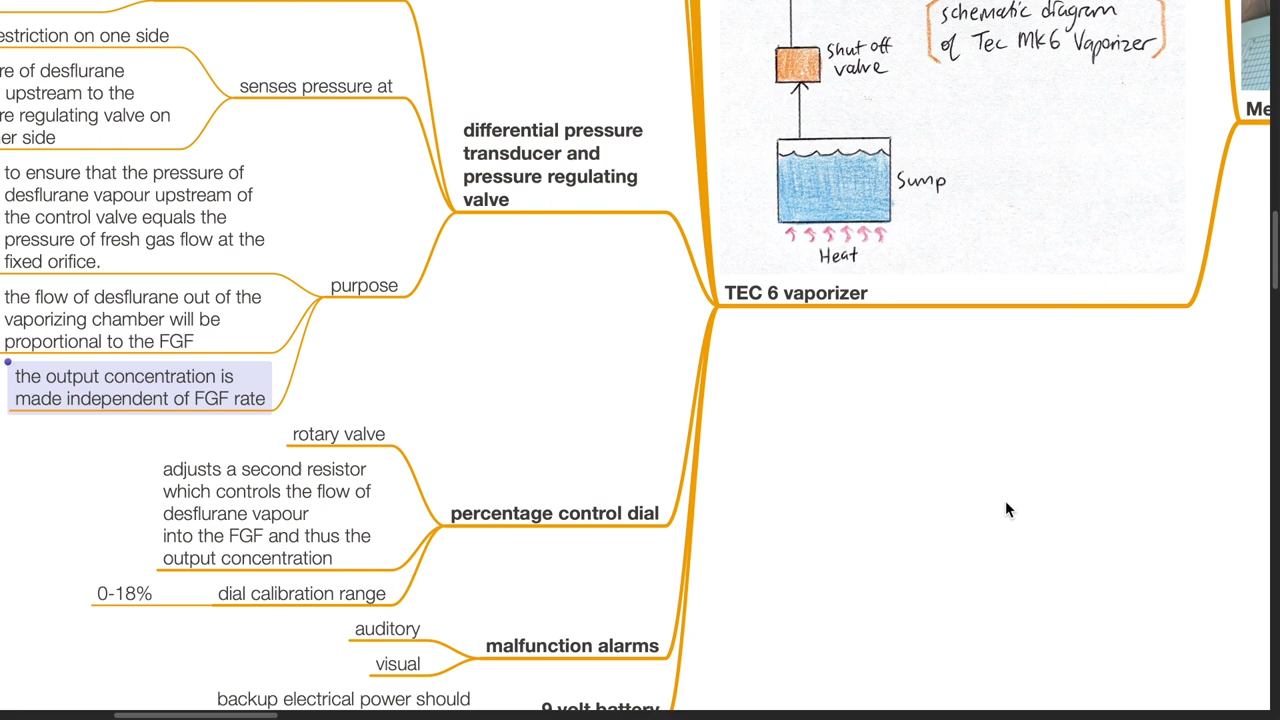 estriction on one side
re of desflurane
upstream to the
re regulating valve on
er side
senses pressure at
to ensure that the pressure of
desflurane vapour upstream of
the control valve equals the
pressure of fresh gas flow at the
fixed orifice.
the flow of desflurane out of the
vaporizing chamber will be
proportional to the FGF
the output concentration is
made independent of FGF rate
purpose
differential pressure
transducer and
pressure regulating
valve
rotary valve
adjusts a second resistor
which controls the flow of
desflurane vapour
into the FGF and thus the
output concentration
0-18%
dial calibration range
percentage control dial
auditory
visual
malfunction alarms
backup electrical power should
9 volt battery
schematic diagram
of Tec MK6 Vaporizer
Shut off
valve
Sump
Heat
TEC 6 vaporizer
Me